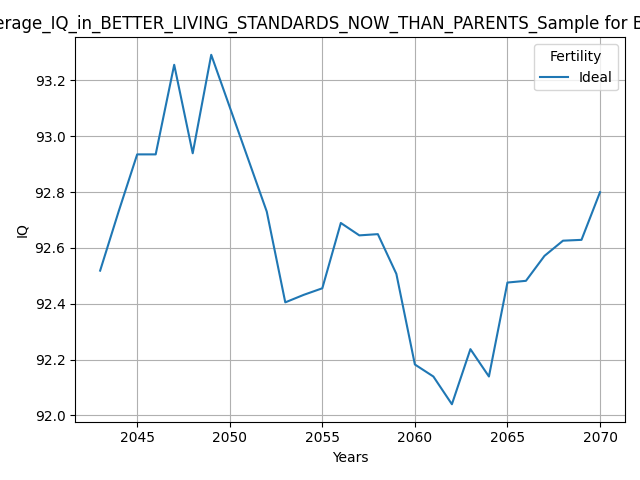 erage_IQ_in_BETTER_LIVING_STANDARDS_NOW_THAN_PARENTS_Sample for E
Fertility
Ideal
93.2
93.0
92.8
92.6
92.4
92.2
92.0
IQ
2045 2050 2055 2060 2065 2070
Years